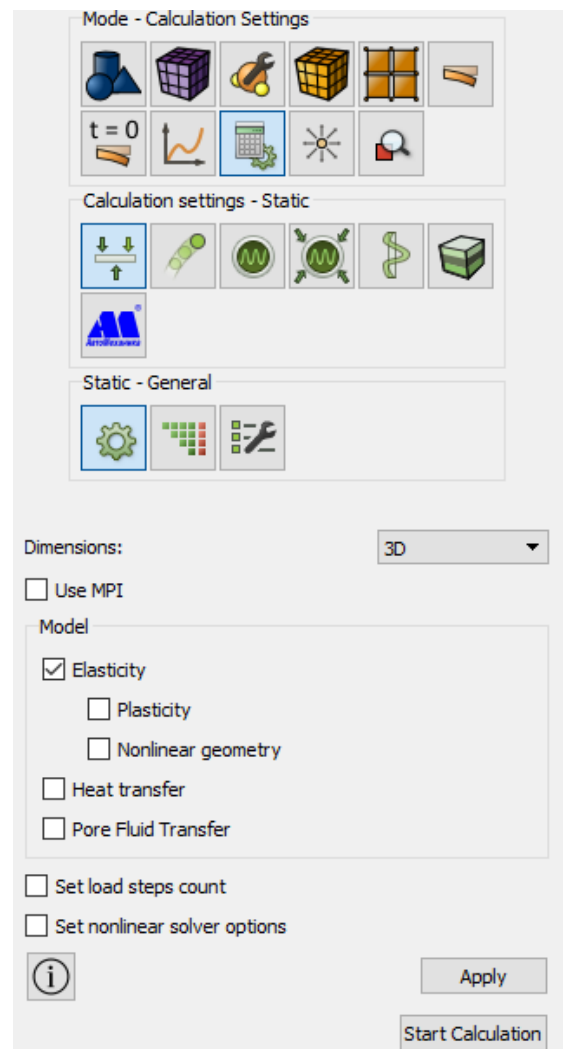 Mode - Calculation Settings
t = 0
Calculation settings - Static
АвтоМеханика
Static - General
Dimensions:
3D
Use MPI
Model
Elasticity
Plasticity
Nonlinear geometry
Heat transfer
Pore Fluid Transfer
Set load steps count
Set nonlinear solver options
i
Apply
Start Calculation